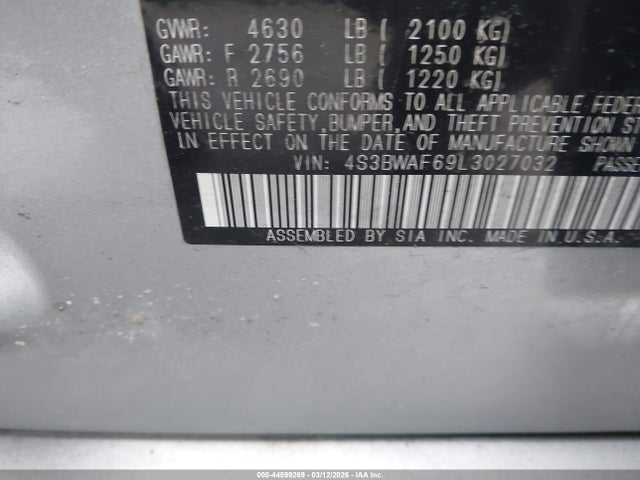 GVWR: 4630 LB ( 2100 KG)
GAWR: F 2756 LB ( 1250 KG)
GAWR: R 2690 LB ( 1220 KG)
THIS VEHICLE CONFORMS TO ALL APPLICABLE FEDER
VEHICLE SAFETY, BUMPER, AND THEFT PREVENTION ST
IN EFFECT ON THE DATE OF MANUFACTURE SHOWN
VIN: 4S3BWAF69L3027032 PASSE
ASSEMBLED BY SIA INC. MADE IN U.S.A.
000-44599269 - 03/12/2026 - IAA Inc.